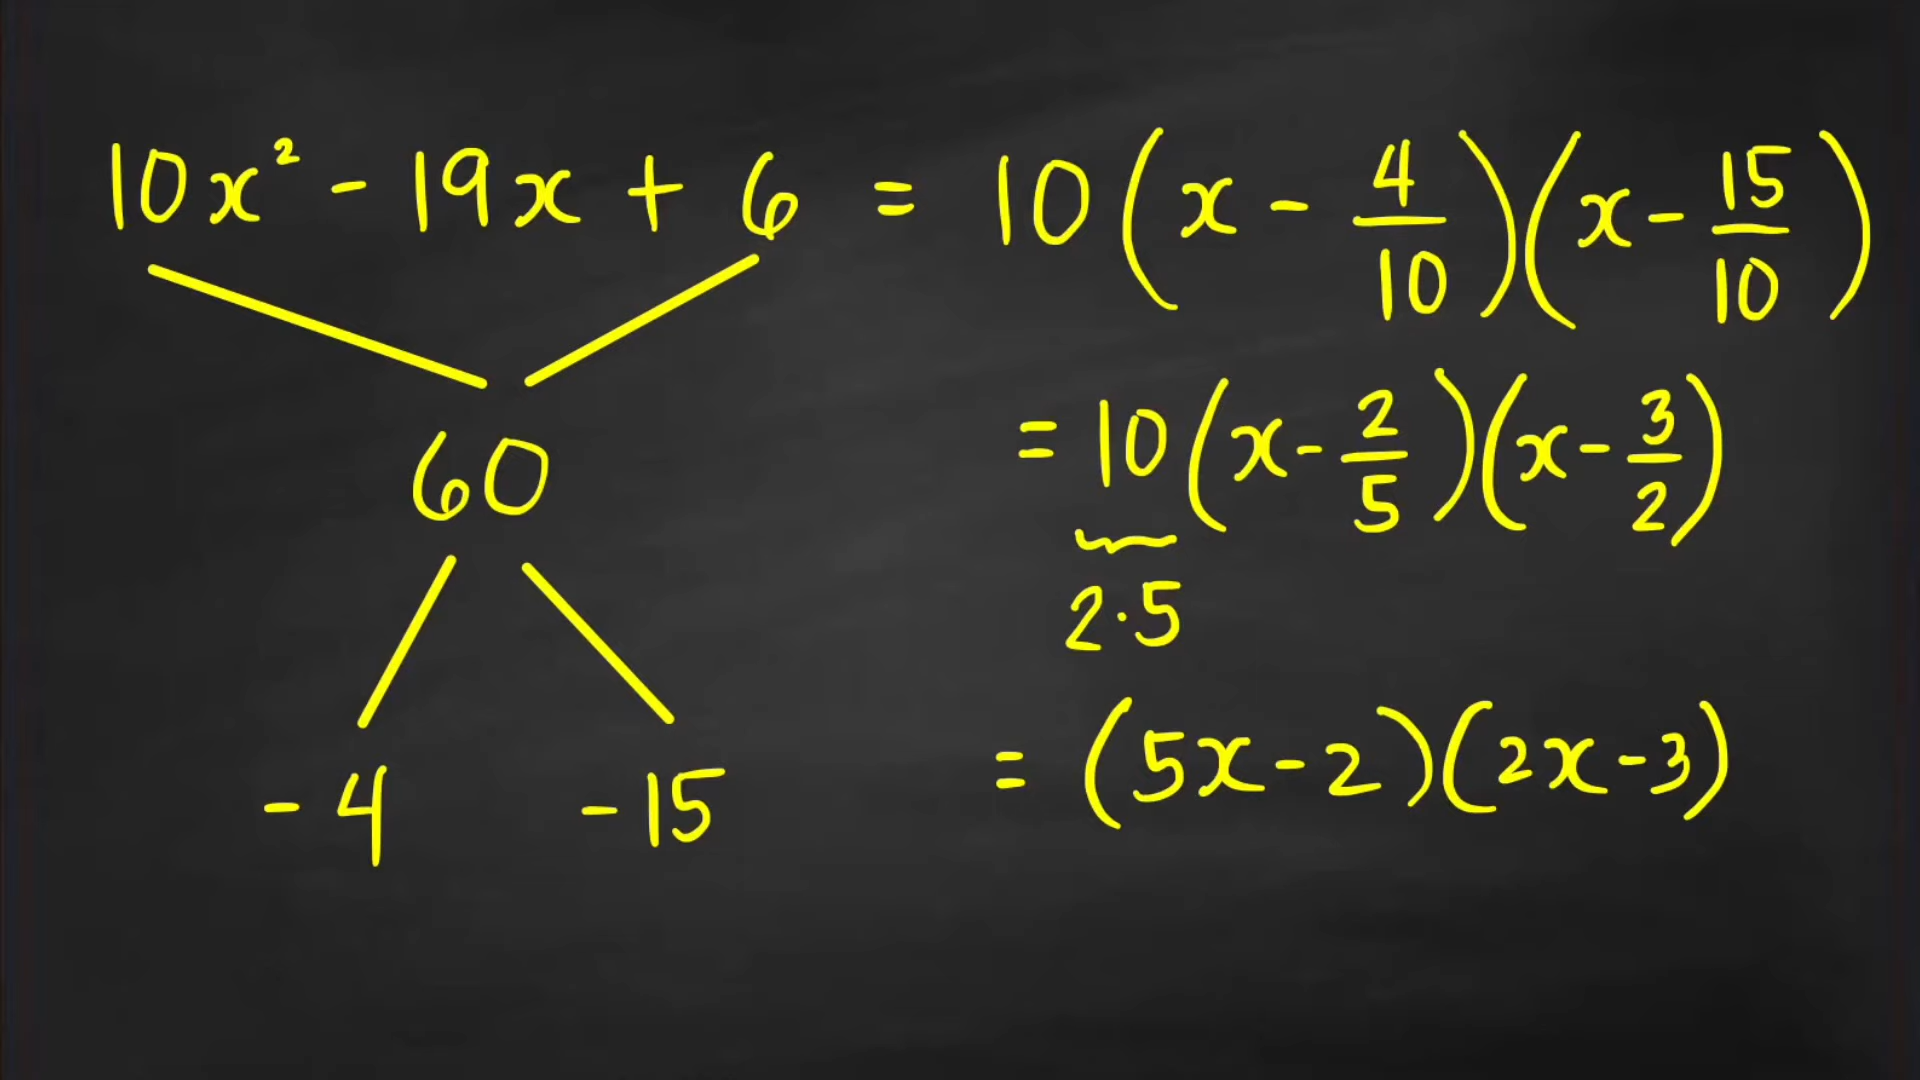 10x² - 19x + 6 = 10(x - 4/10)(x - 15/10)
60
-4 -15
= 10(x - 2/5)(x - 3/2)
2·5
= (5x - 2)(2x - 3)